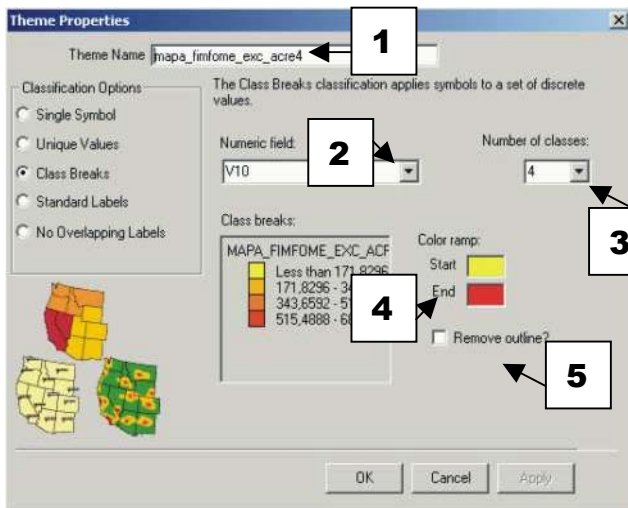 Theme Properties
Theme Name mapa_fimfome_exc_acre4
1
Classification Options
Single Symbol
Unique Values
Class Breaks
Standard Labels
No Overlapping Labels
The Class Breaks classification applies symbols to a set of discrete
values.
Numeric field:
2
V10
Number of classes:
4
3
Class breaks:
MAPA_FIMFOME_EXC_ACF
Less than 171,8296
171,8296 -
343,6592 -
515,4888 -
Color ramp:
Start
End
4
Remove outline?
5
OK Cancel Apply